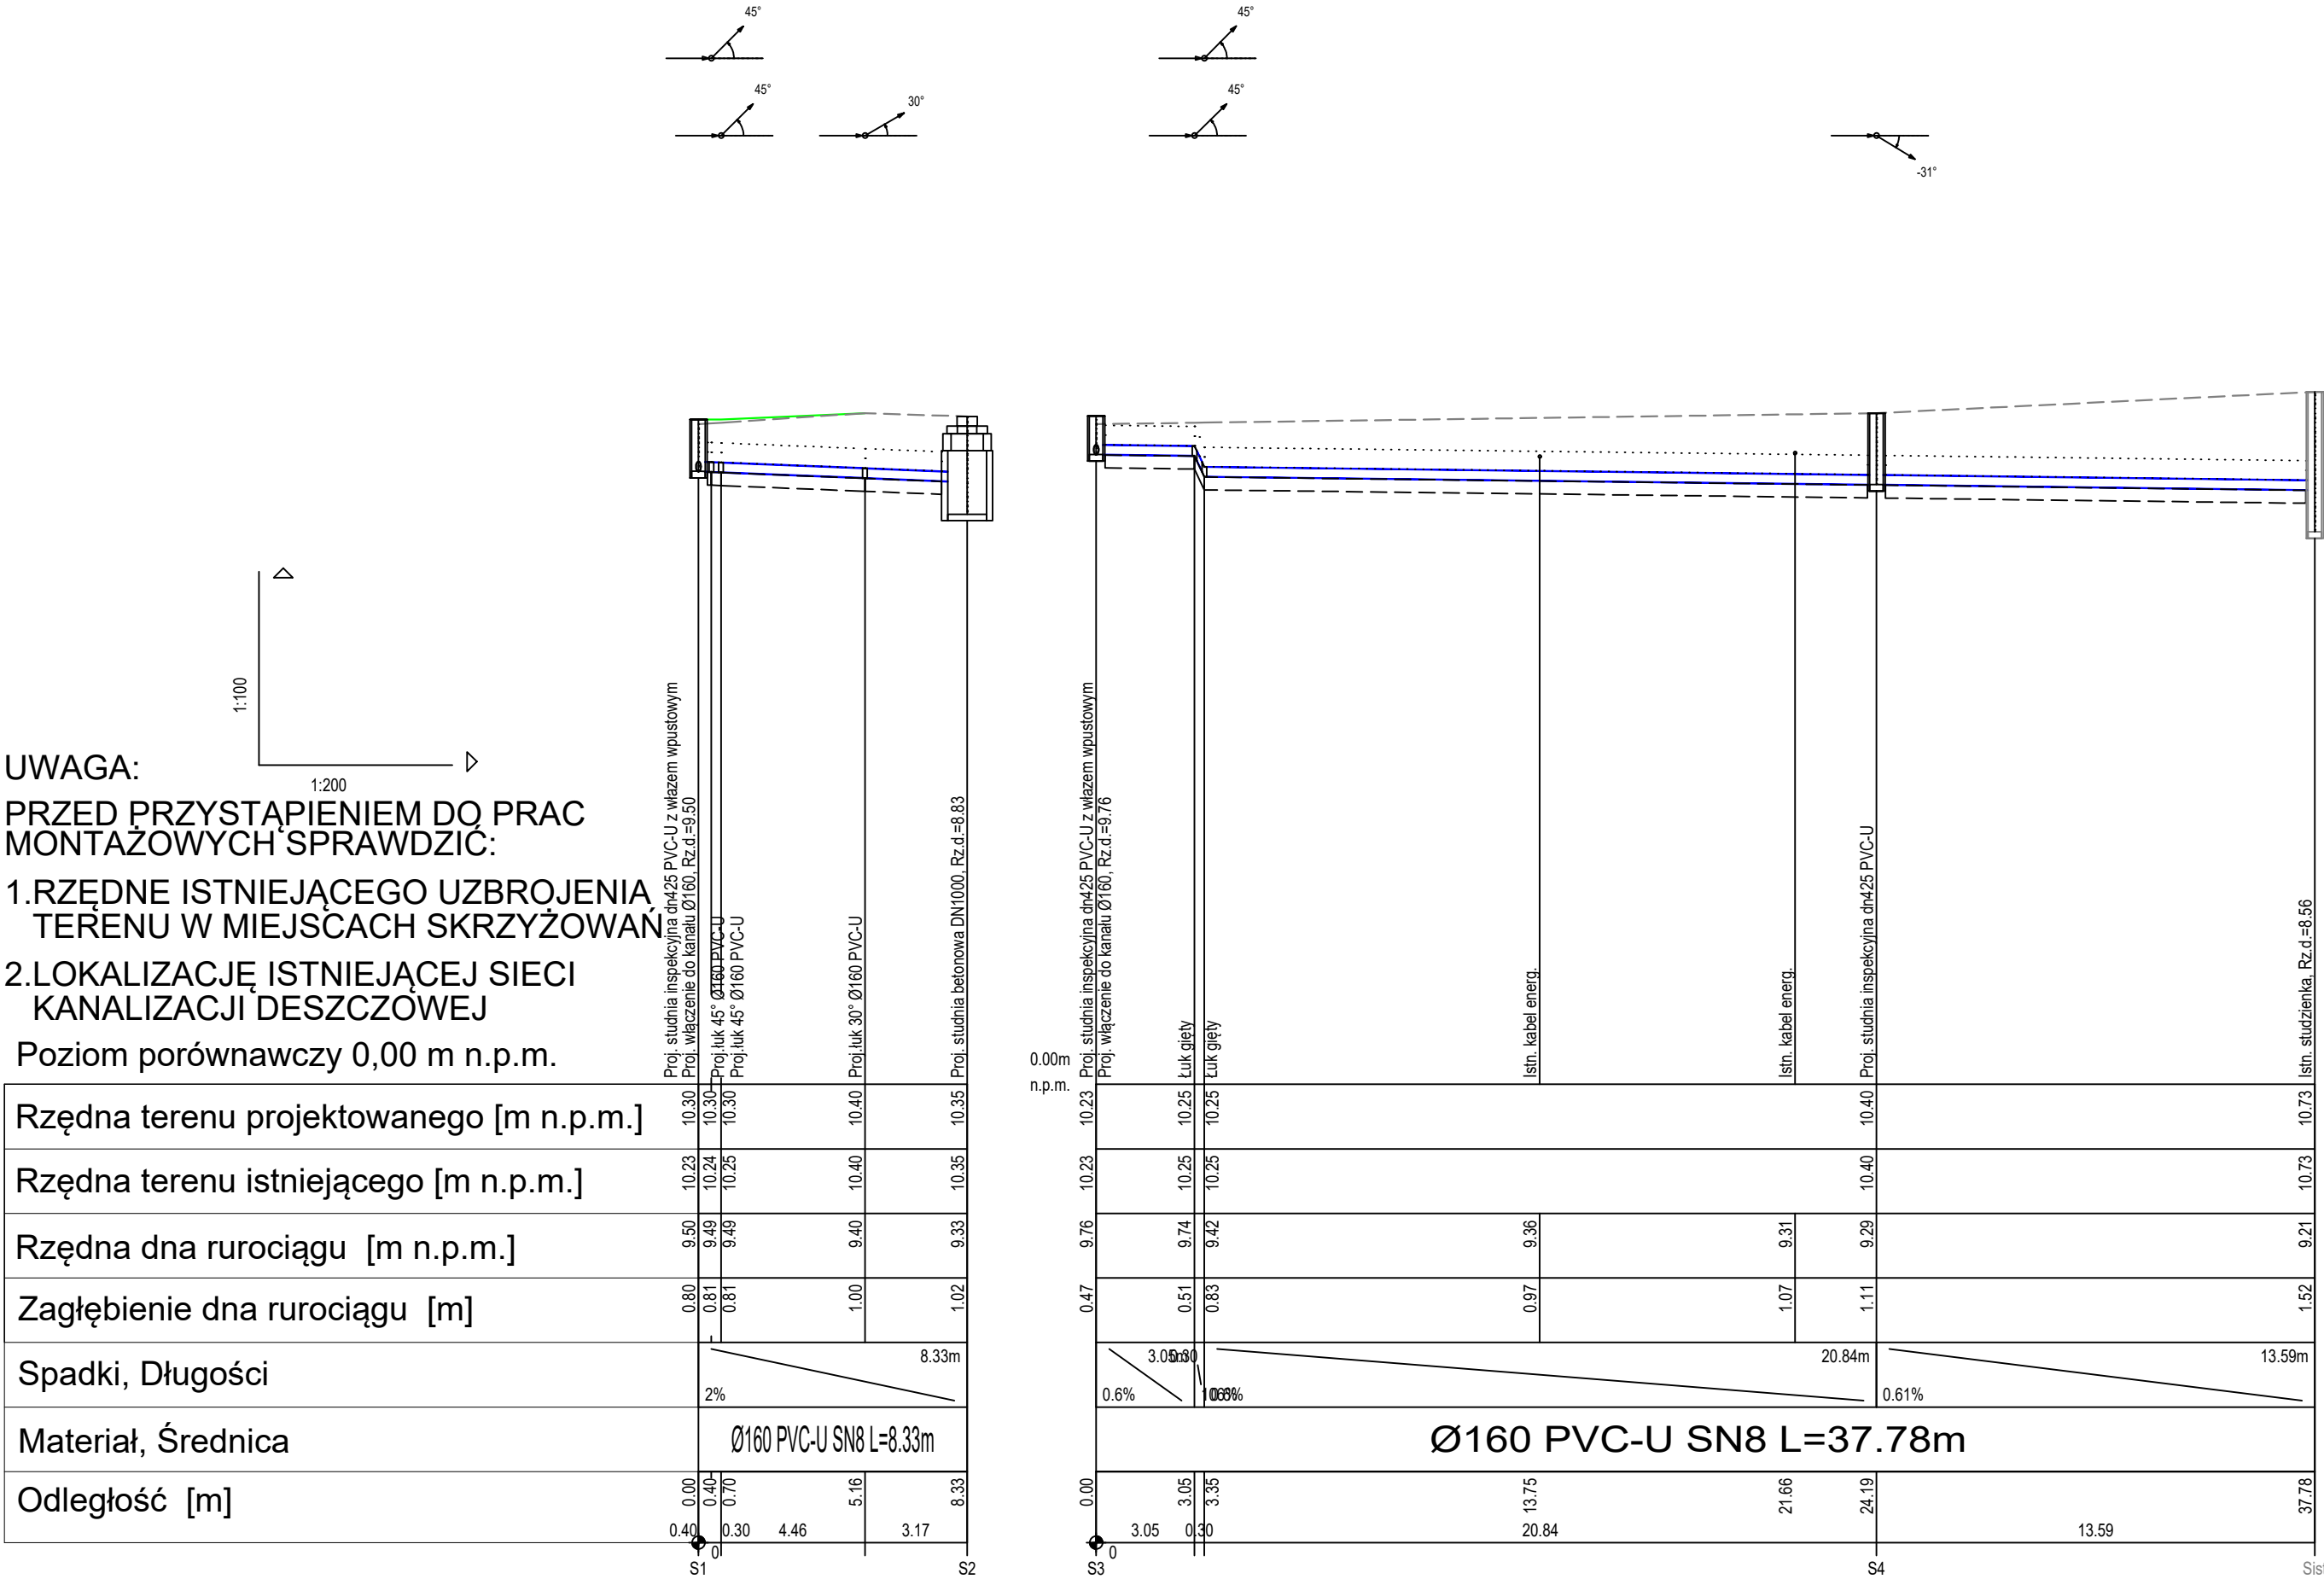 45°
45°
45°
30°
45°
-31°
1:100
1:200
UWAGA:
PRZED PRZYSTĄPIENIEM DO PRAC
MONTAŻOWYCH SPRAWDZIĆ:
1.RZĘDNE ISTNIEJĄCEGO UZBROJENIA
TERENU W MIEJSCACH SKRZYŻOWAŃ
2.LOKALIZACJĘ ISTNIEJĄCEJ SIECI
KANALIZACJI DESZCZOWEJ
Poziom porównawczy 0,00 m n.p.m.
Proj. studnia inspekcyjna dn425 PVC-U z włazem wpustowym
Proj. włączenie do kanału Ø160, Rz.d.=9.50
Proj.łuk 45° Ø160 PVC-U
Proj.łuk 45° Ø160 PVC-U
Proj.łuk 30° Ø160 PVC-U
Proj. studnia betonowa DN1000, Rz.d.=8.83
0.00m
n.p.m.
Proj. studnia inspekcyjna dn425 PVC-U z włazem wpustowym
Proj. włączenie do kanału Ø160, Rz.d.=9.76
Łuk gięty
Łuk gięty
Istn. kabel energ.
Istn. kabel energ.
Proj. studnia inspekcyjna dn425 PVC-U
Istn. studzienka, Rz.d.=8.56
Rzędna terenu projektowanego [m n.p.m.]
10.30 10.30 10.30 10.40 10.35 10.23 10.25 10.25 10.40 10.73
Rzędna terenu istniejącego [m n.p.m.]
10.23 10.24 10.25 10.40 10.35 10.23 10.25 10.25 10.40 10.73
Rzędna dna rurociągu [m n.p.m.]
9.50 9.49 9.49 9.40 9.33 9.76 9.74 9.42 9.36 9.31 9.29 9.21
Zagłębienie dna rurociągu [m]
0.80 0.81 0.81 1.00 1.02 0.47 0.51 0.83 0.97 1.07 1.11 1.52
Spadki, Długości
8.33m 3.05m 0.30 20.84m 13.59m
2% 0.6% 0.6% 0.61%
Materiał, Średnica
Ø160 PVC-U SN8 L=8.33m
Ø160 PVC-U SN8 L=37.78m
Odległość [m]
0.00 0.40 0.70 5.16 8.33 0.00 3.05 3.35 13.75 21.66 24.19 37.78
0.40 0.30 4.46 3.17 3.05 0.30 20.84 13.59
0 0
S1 S2 S3 S4